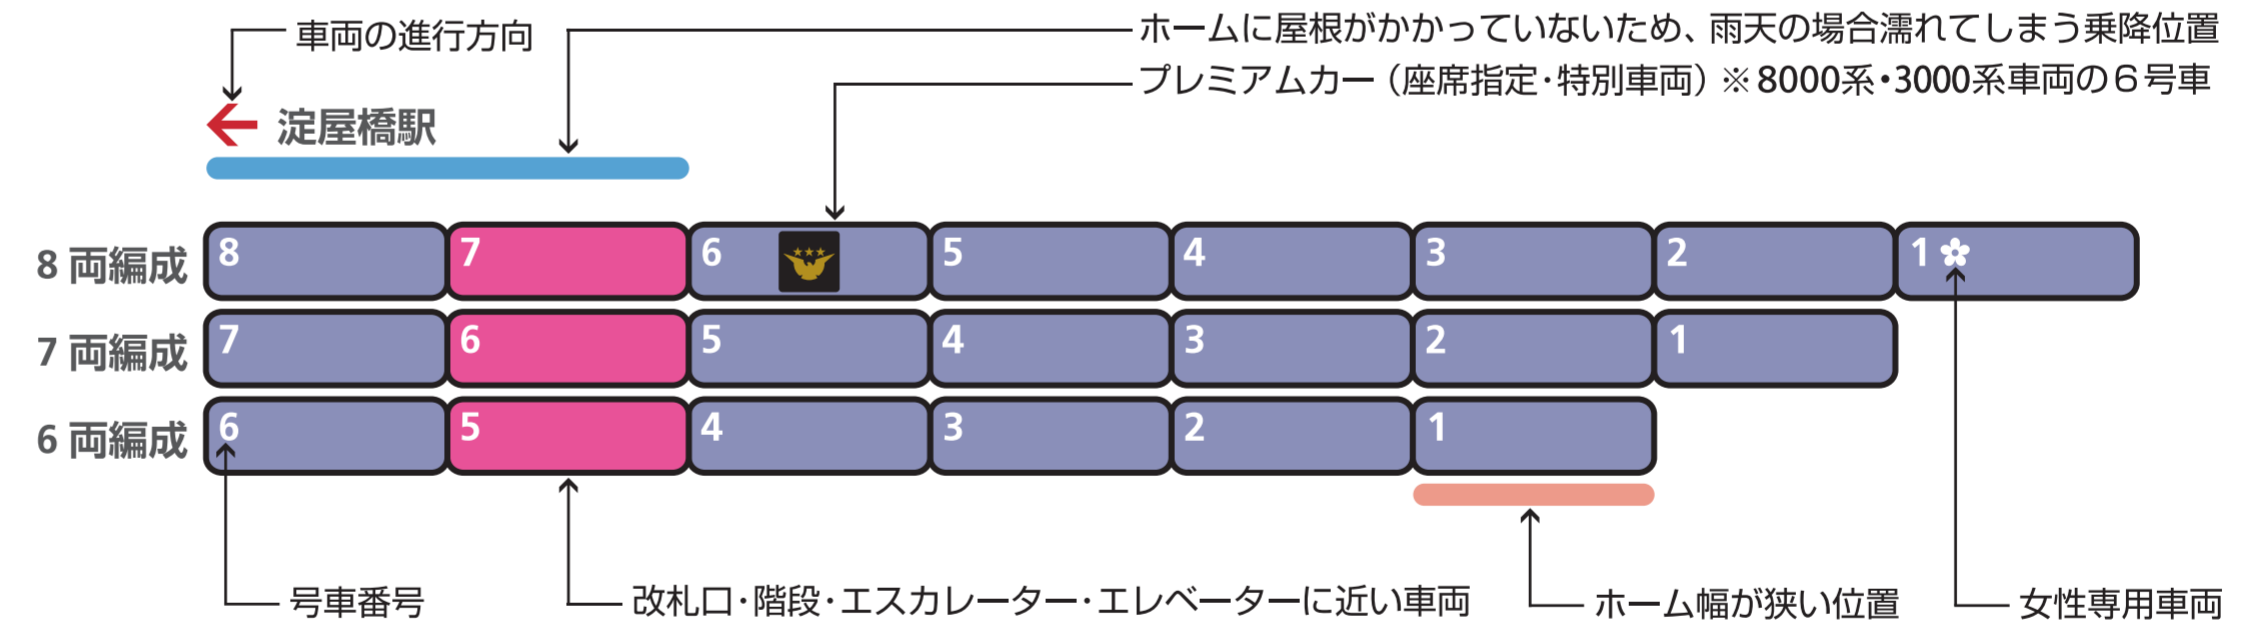 車両の進行方向
ホームに屋根がかかっていないため、雨天の場合濡れてしまう乗降位置
プレミアムカー（座席指定・特別車両）※8000系・3000系車両の６号車
淀屋橋駅
8 両編成 8 7 6 5 4 3 2 1
7 両編成 7 6 5 4 3 2 1
6 両編成 6 5 4 3 2 1
号車番号
改札口・階段・エスカレーター・エレベーターに近い車両
ホーム幅が狭い位置
女性専用車両